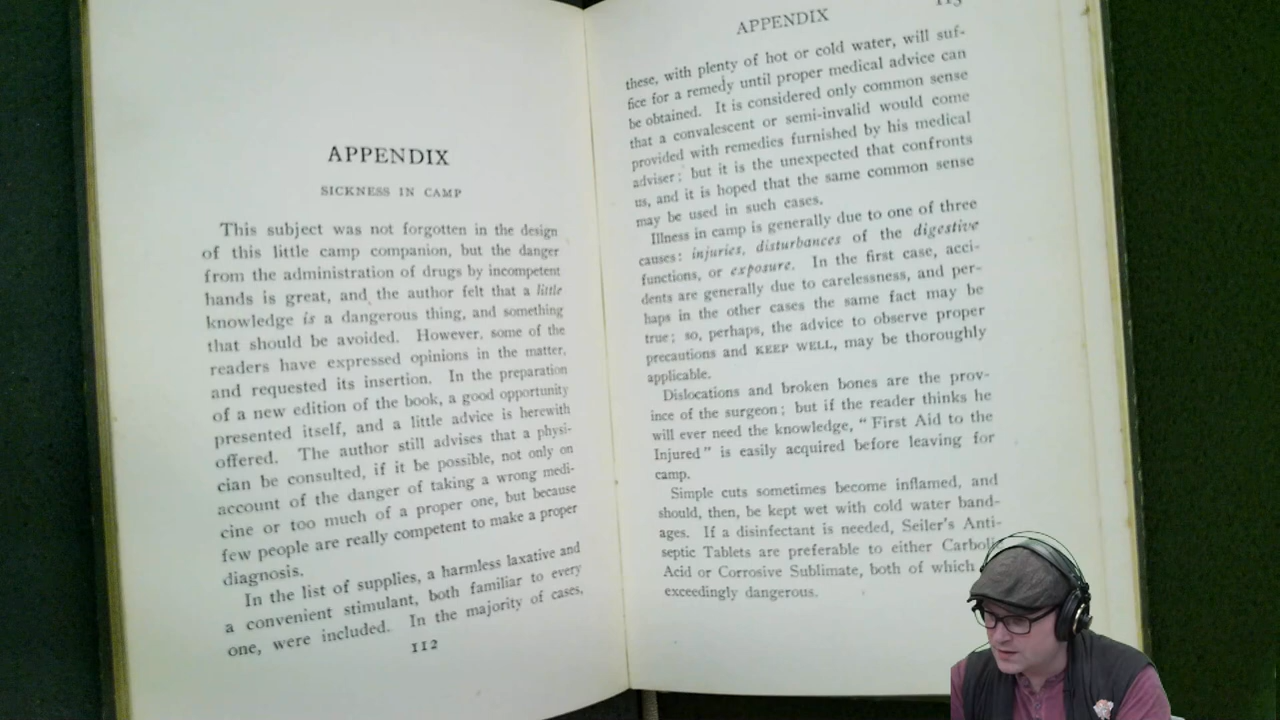 APPENDIX
SICKNESS IN CAMP
This subject was not forgotten in the design
of this little camp companion, but the danger
from the administration of drugs by incompetent
hands is great, and the author felt that a little
knowledge is a dangerous thing, and something
that should be avoided. However, some of the
readers have expressed opinions in the matter,
and requested its insertion. In the preparation
of a new edition of the book, a good opportunity
presented itself, and a little advice is herewith
offered. The author still advises that a physi-
cian be consulted, if it be possible, not only on
account of the danger of taking a wrong medi-
cine or too much of a proper one, but because
few people are really competent to make a proper
diagnosis.
In the list of supplies, a harmless laxative and
a convenient stimulant, both familiar to every
one, were included. In the majority of cases,
112
APPENDIX 113
these, with plenty of hot or cold water, will suf-
fice for a remedy until proper medical advice can
be obtained. It is considered only common sense
that a convalescent or semi-invalid would come
provided with remedies furnished by his medical
adviser; but it is the unexpected that confronts
us, and it is hoped that the same common sense
may be used in such cases.
Illness in camp is generally due to one of three
causes: injuries, disturbances of the digestive
functions, or exposure. In the first case, acci-
dents are generally due to carelessness, and per-
haps in the other cases the same fact may be
true; so, perhaps, the advice to observe proper
precautions and KEEP WELL, may be thoroughly
applicable.
Dislocations and broken bones are the prov-
ince of the surgeon; but if the reader thinks he
will ever need the knowledge, "First Aid to the
Injured" is easily acquired before leaving for
camp.
Simple cuts sometimes become inflamed, and
should, then, be kept wet with cold water band-
ages. If a disinfectant is needed, Seiler's Anti-
septic Tablets are preferable to either Carbolic
Acid or Corrosive Sublimate, both of which
exceedingly dangerous.